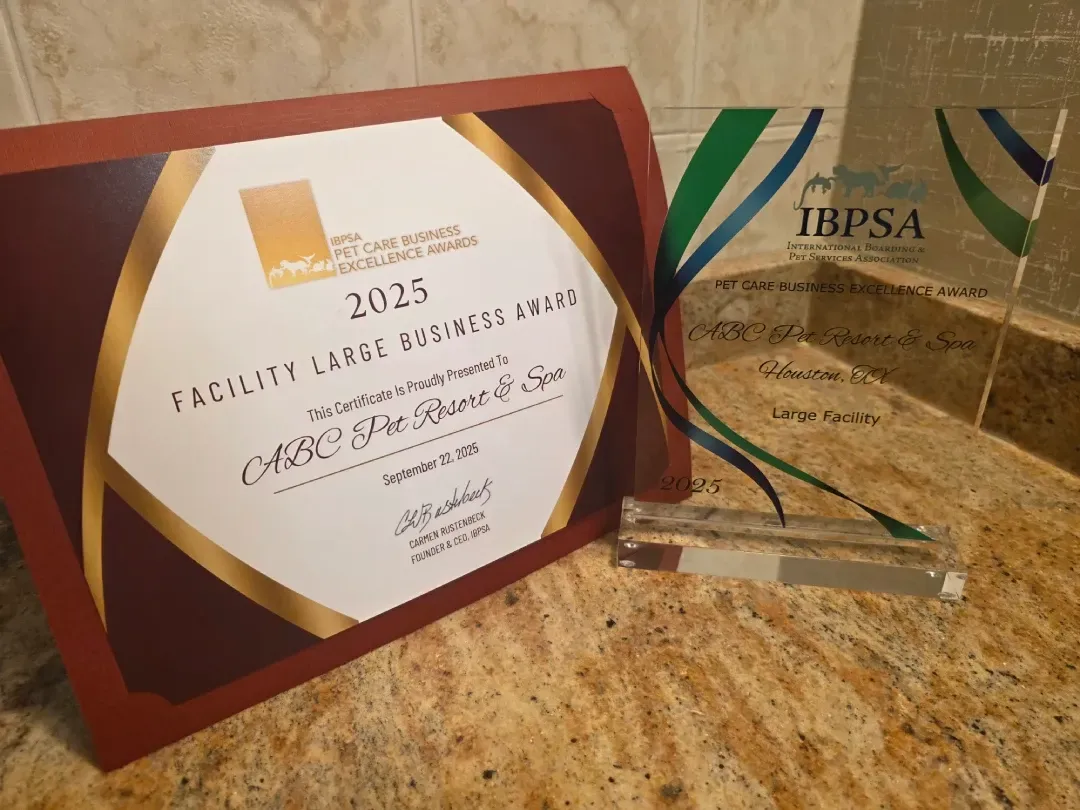 IBPSA
PET CARE BUSINESS
EXCELLENCE AWARDS
2025
FACILITY LARGE BUSINESS AWARD
This Certificate Is Proudly Presented To
ABC Pet Resort & Spa
September 22, 2025
CARMEN RUSTENBECK
FOUNDER & CEO, IBPSA
IBPSA
INTERNATIONAL BOARDING &
PET SERVICES ASSOCIATION
PET CARE BUSINESS EXCELLENCE AWARD
ABC Pet Resort & Spa
Houston, TX
Large Facility
2025